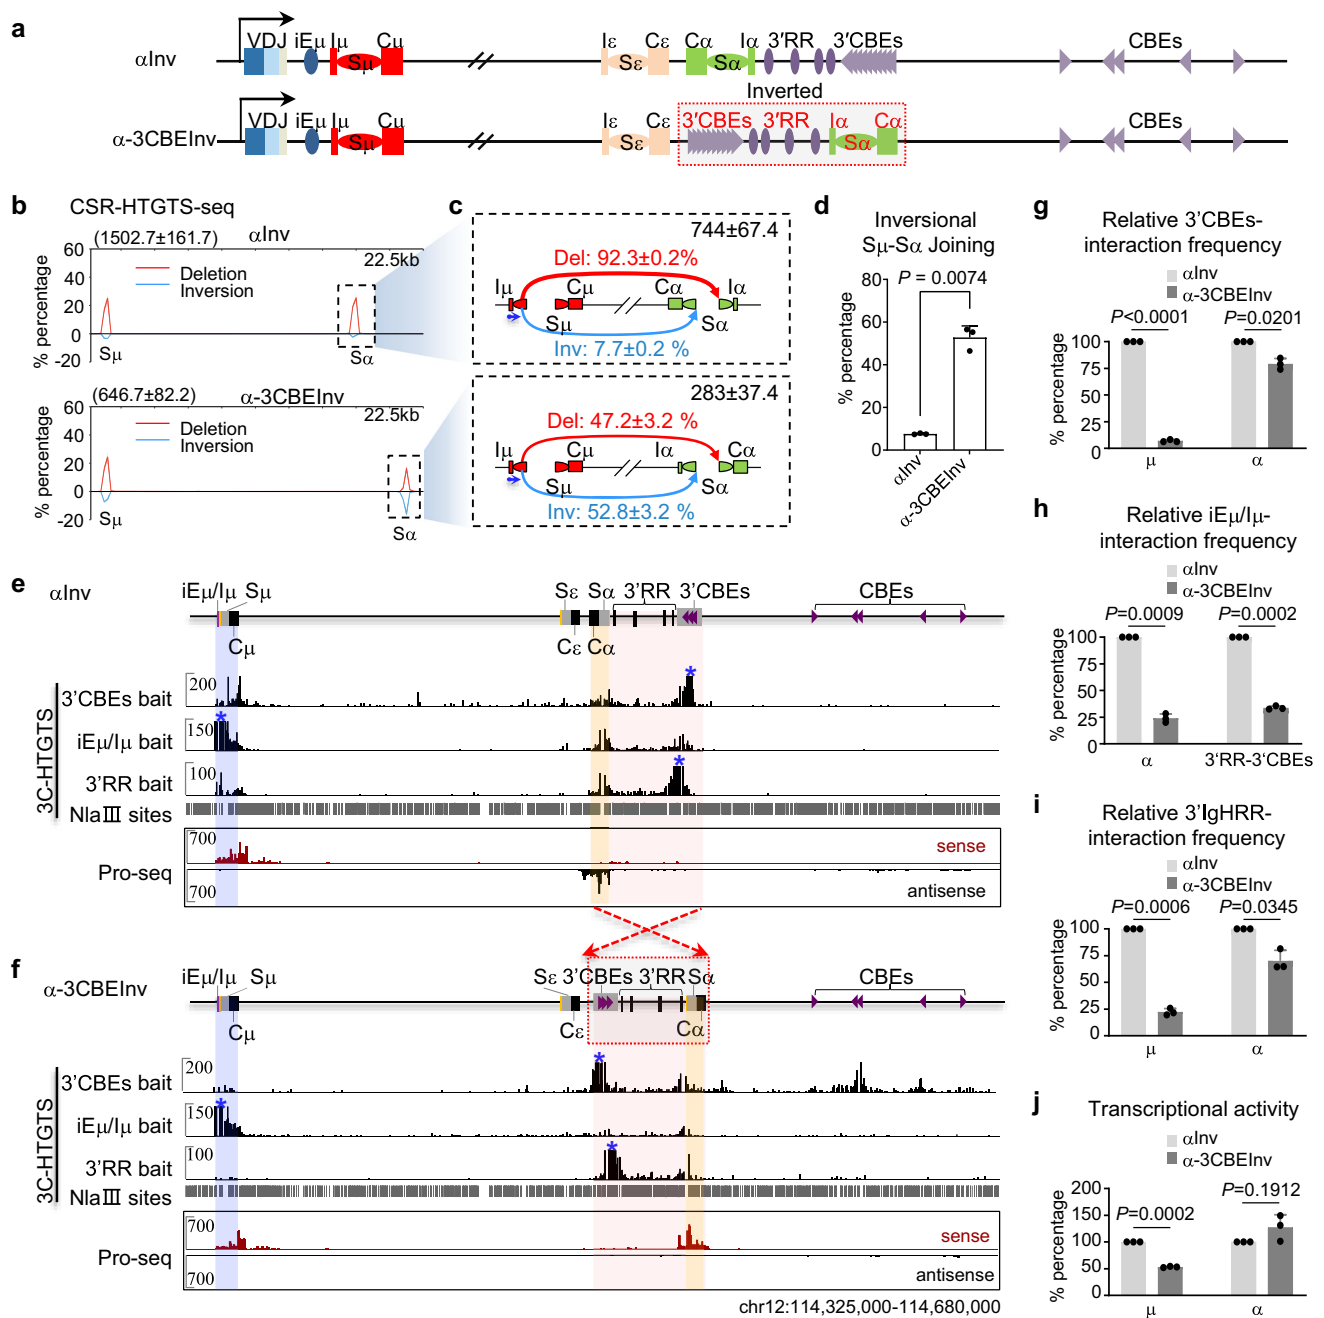 a
VDJ iEμ Iμ Cμ Iε Cε Cα Iα 3′RR 3′CBEs CBEs
αInv
Sμ Sε Sα
Inverted
VDJ iEμ Iμ Cμ Iε Cε 3′CBEs 3′RR Iα Cα CBEs
α-3CBEInv
Sμ Sε Sα
b
CSR-HTGTS-seq
(1502.7±161.7) αInv
22.5kb
Deletion
Inversion
% percentage
60
40
20
0
-20
Sμ Sα
(646.7±82.2) α-3CBEInv
22.5kb
Deletion
Inversion
% percentage
60
40
20
0
-20
Sμ Sα
c
744±67.4
Del: 92.3±0.2%
Iμ Cμ Cα Iα
Sμ Sα
Inv: 7.7±0.2 %
283±37.4
Del: 47.2±3.2 %
Iμ Cμ Iα Cα
Sμ Sα
Inv: 52.8±3.2 %
d
Inversional
Sμ-Sα Joining
P = 0.0074
% percentage
80
60
40
20
0
αInv
α-3CBEInv
e
αInv
iEμ/Iμ Sμ Sε Sα 3'RR 3'CBEs CBEs
Cμ Cε Cα
3C-HTGTS
3'CBEs bait
200
*
iEμ/Iμ bait
150
*
3'RR bait
100
*
NlaIII sites
Pro-seq
700
sense
700
antisense
f
α-3CBEInv
iEμ/Iμ Sμ Sε 3'CBEs 3'RR Sα CBEs
Cμ Cε Cα
3C-HTGTS
3'CBEs bait
200
*
iEμ/Iμ bait
150
*
3'RR bait
100
*
NlaIII sites
Pro-seq
700
sense
700
antisense
chr12:114,325,000-114,680,000
g
Relative 3'CBEs-
interaction frequency
αInv
α-3CBEInv
P<0.0001 P=0.0201
% percentage
100
75
50
25
0
μ α
h
Relative iEμ/Iμ-
interaction frequency
αInv
α-3CBEInv
P=0.0009 P=0.0002
% percentage
100
75
50
25
0
α 3'RR-3'CBEs
i
Relative 3'IgHRR-
interaction frequency
αInv
α-3CBEInv
P=0.0006 P=0.0345
% percentage
100
75
50
25
0
μ α
j
Transcriptional activity
αInv
α-3CBEInv
P=0.0002 P=0.1912
% percentage
200
150
100
50
0
μ α